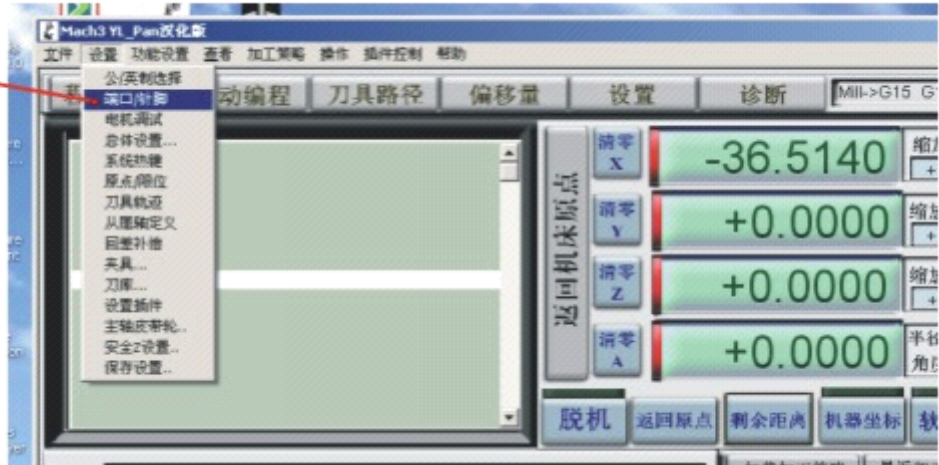 Mach3 YL_Pan汉化版
文件 设置 功能设置 查看 加工策略 操作 插件控制 帮助
公/英制选择
端口/针脚
电机调试
总体设置...
系统热键
原点/限位
刀具轨迹
从属轴定义
回差补偿
夹具...
刀库...
设置插件
主轴皮带轮..
安全Z设置..
保存设置..
动编程 刀具路径 偏移量 设置 诊断 Mill->G15
返回机床原点
清零 X -36.5140
清零 Y +0.0000
清零 Z +0.0000
清零 A +0.0000
半径
脱机 返回原点 剩余距离 机器坐标